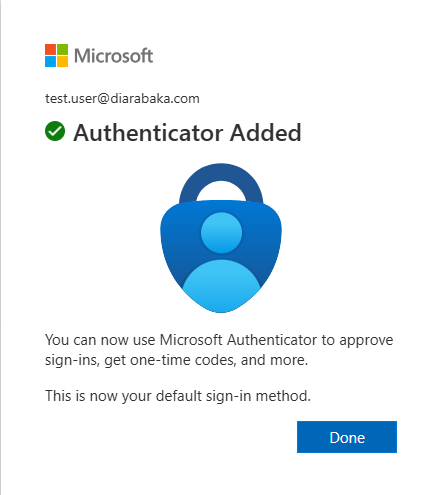 Microsoft
test.user@diarabaka.com
Authenticator Added
You can now use Microsoft Authenticator to approve
sign-ins, get one-time codes, and more.
This is now your default sign-in method.
Done